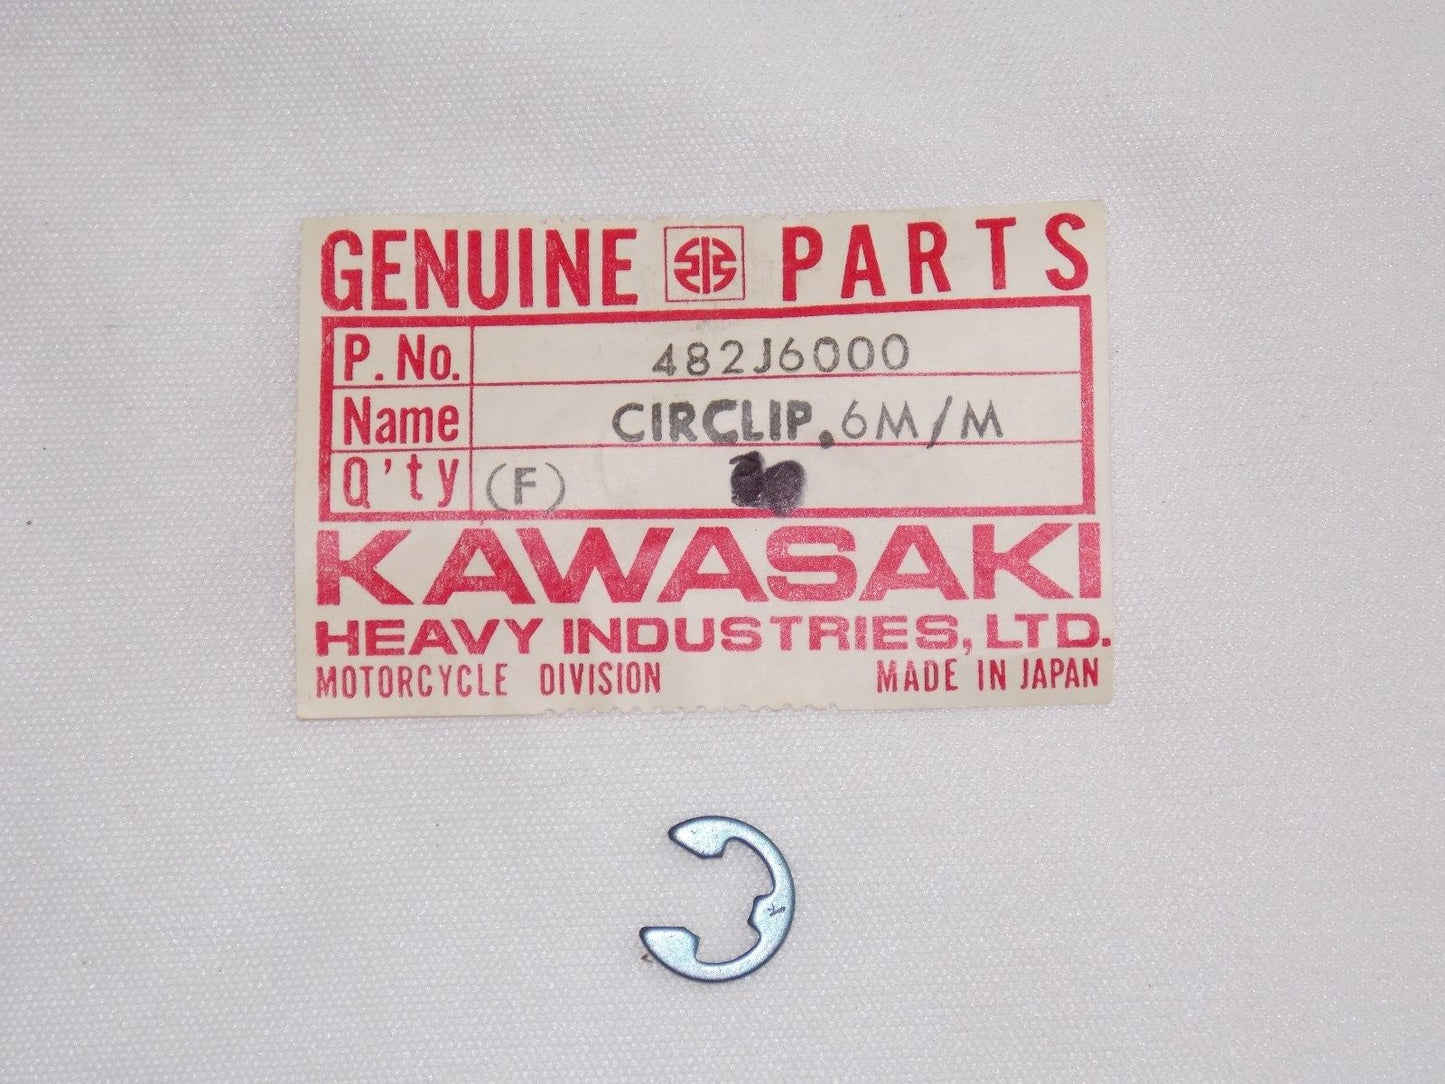 GENUINE PARTS
P. No. 482J6000
Name CIRCLIP, 6M/M
Q'ty (F)
KAWASAKI
HEAVY INDUSTRIES, LTD.
MOTORCYCLE DIVISION MADE IN JAPAN